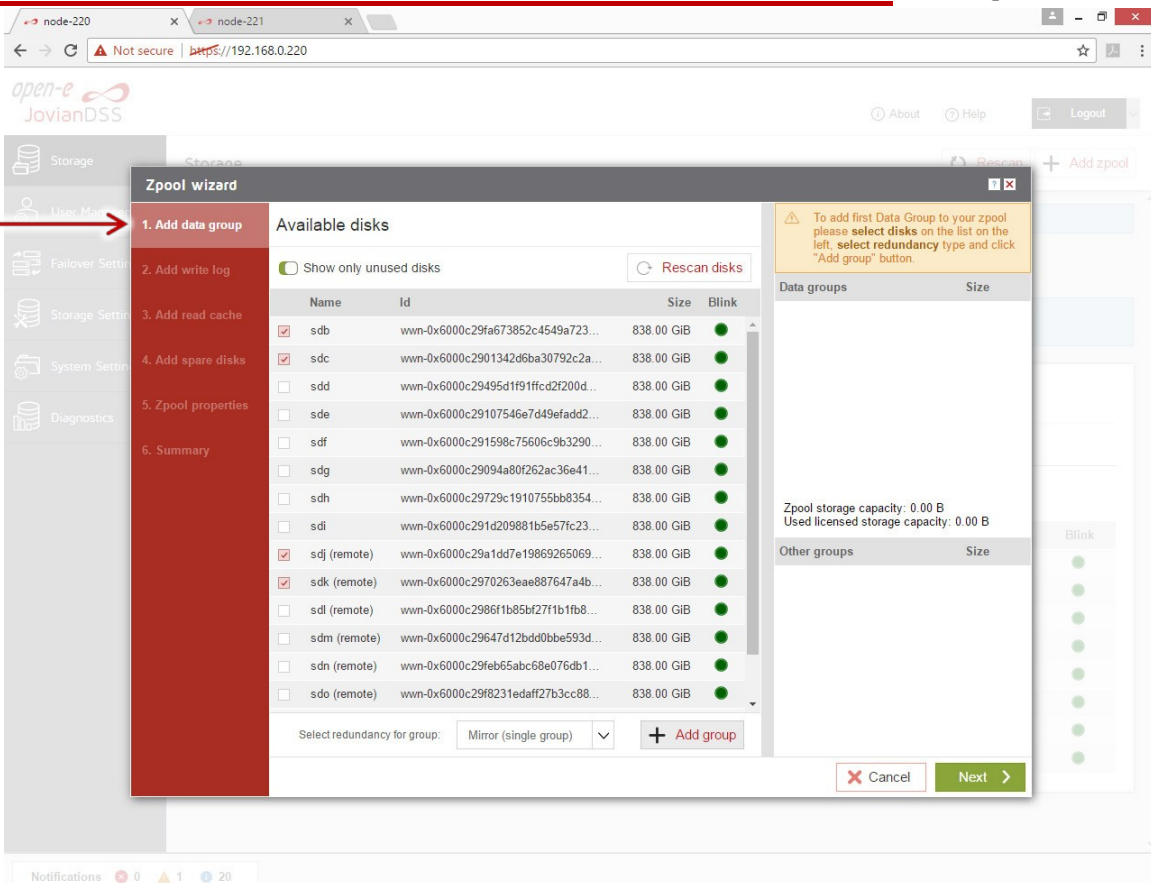 node-220
node-221
Not secure | https://192.168.0.220
open-e
JovianDSS
About
Help
Logout
Storage
Storage
Rescan
Add zpool
Zpool wizard
User
1. Add data group
Available disks
To add first Data Group to your zpool
please select disks on the list on the
left, select redundancy type and click
"Add group" button.
Failover Settin
2. Add write log
Show only unused disks
Rescan disks
Data groups Size
Name Id Size Blink
Storage Settin
3. Add read cache
sdb wwn-0x6000c29fa673852c4549a723... 838.00 GiB
sdc wwn-0x6000c2901342d6ba30792c2a... 838.00 GiB
System Settin
4. Add spare disks
sdd wwn-0x6000c29495d1f91ffcd2f200d... 838.00 GiB
sde wwn-0x6000c29107546e7d49efadd2... 838.00 GiB
Diagnostics
5. Zpool properties
sdf wwn-0x6000c291598c75606c9b3290... 838.00 GiB
6. Summary
sdg wwn-0x6000c29094a80f262ac36e41... 838.00 GiB
sdh wwn-0x6000c29729c1910755bb8354... 838.00 GiB
sdi wwn-0x6000c291d209881b5e57fc23... 838.00 GiB
Zpool storage capacity: 0.00 B
Used licensed storage capacity: 0.00 B
Blink
sdj (remote) wwn-0x6000c29a1dd7e19869265069... 838.00 GiB
Other groups Size
sdk (remote) wwn-0x6000c2970263eae887647a4b... 838.00 GiB
sdl (remote) wwn-0x6000c2986f1b85bf27f1b1fb8... 838.00 GiB
sdm (remote) wwn-0x6000c29647d12bdd0bbe593d... 838.00 GiB
sdn (remote) wwn-0x6000c29feb65abc68e076db1... 838.00 GiB
sdo (remote) wwn-0x6000c29f8231edaff27b3cc88... 838.00 GiB
Select redundancy for group: Mirror (single group)
Add group
Cancel
Next
Notifications 0 1 20